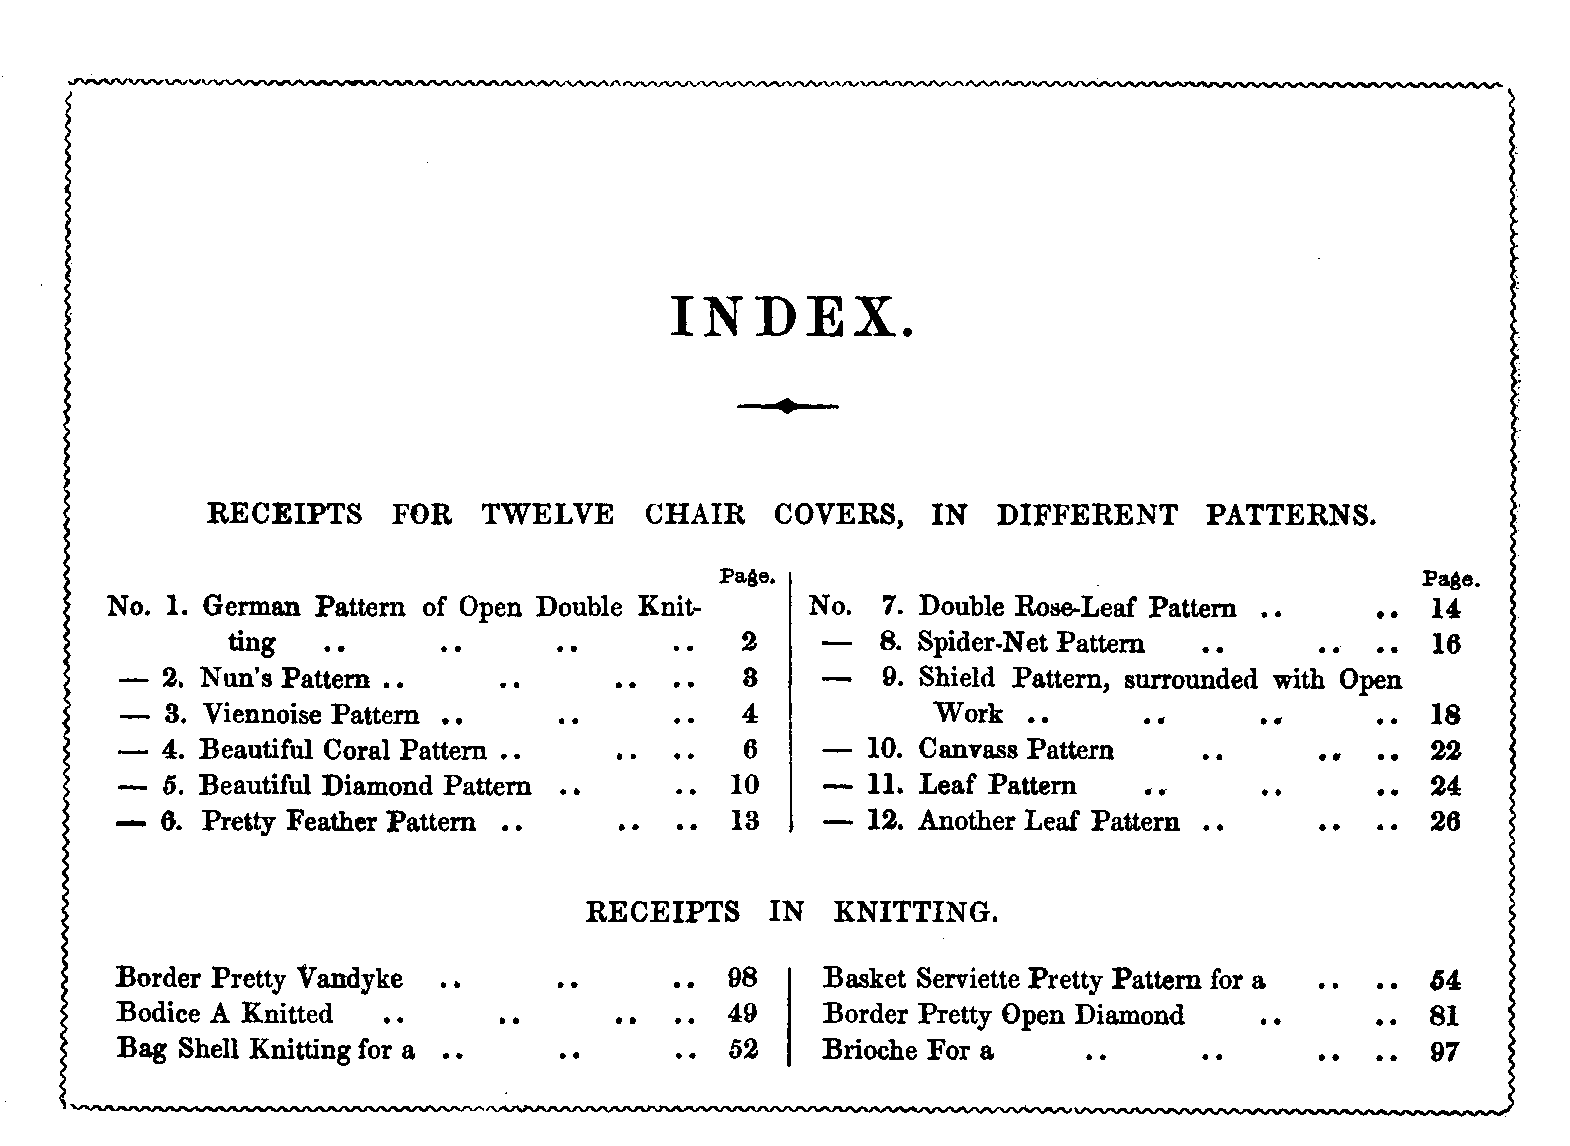 INDEX.
RECEIPTS FOR TWELVE CHAIR COVERS, IN DIFFERENT PATTERNS.
Page.
No. 1. German Pattern of Open Double Knit-
ting .. .. .. .. 2
— 2. Nun's Pattern .. .. .. .. 3
— 3. Viennoise Pattern .. .. .. 4
— 4. Beautiful Coral Pattern .. .. .. 6
— 5. Beautiful Diamond Pattern .. .. 10
— 6. Pretty Feather Pattern .. .. .. 13
Page.
No. 7. Double Rose-Leaf Pattern .. .. 14
— 8. Spider-Net Pattern .. .. .. 16
— 9. Shield Pattern, surrounded with Open
Work .. .. .. .. 18
— 10. Canvass Pattern .. .. .. 22
— 11. Leaf Pattern .. .. .. 24
— 12. Another Leaf Pattern .. .. .. 26
RECEIPTS IN KNITTING.
Border Pretty Vandyke .. .. .. 98
Bodice A Knitted .. .. .. .. 49
Bag Shell Knitting for a .. .. .. 52
Basket Serviette Pretty Pattern for a .. .. 54
Border Pretty Open Diamond .. .. 81
Brioche For a .. .. .. .. 97